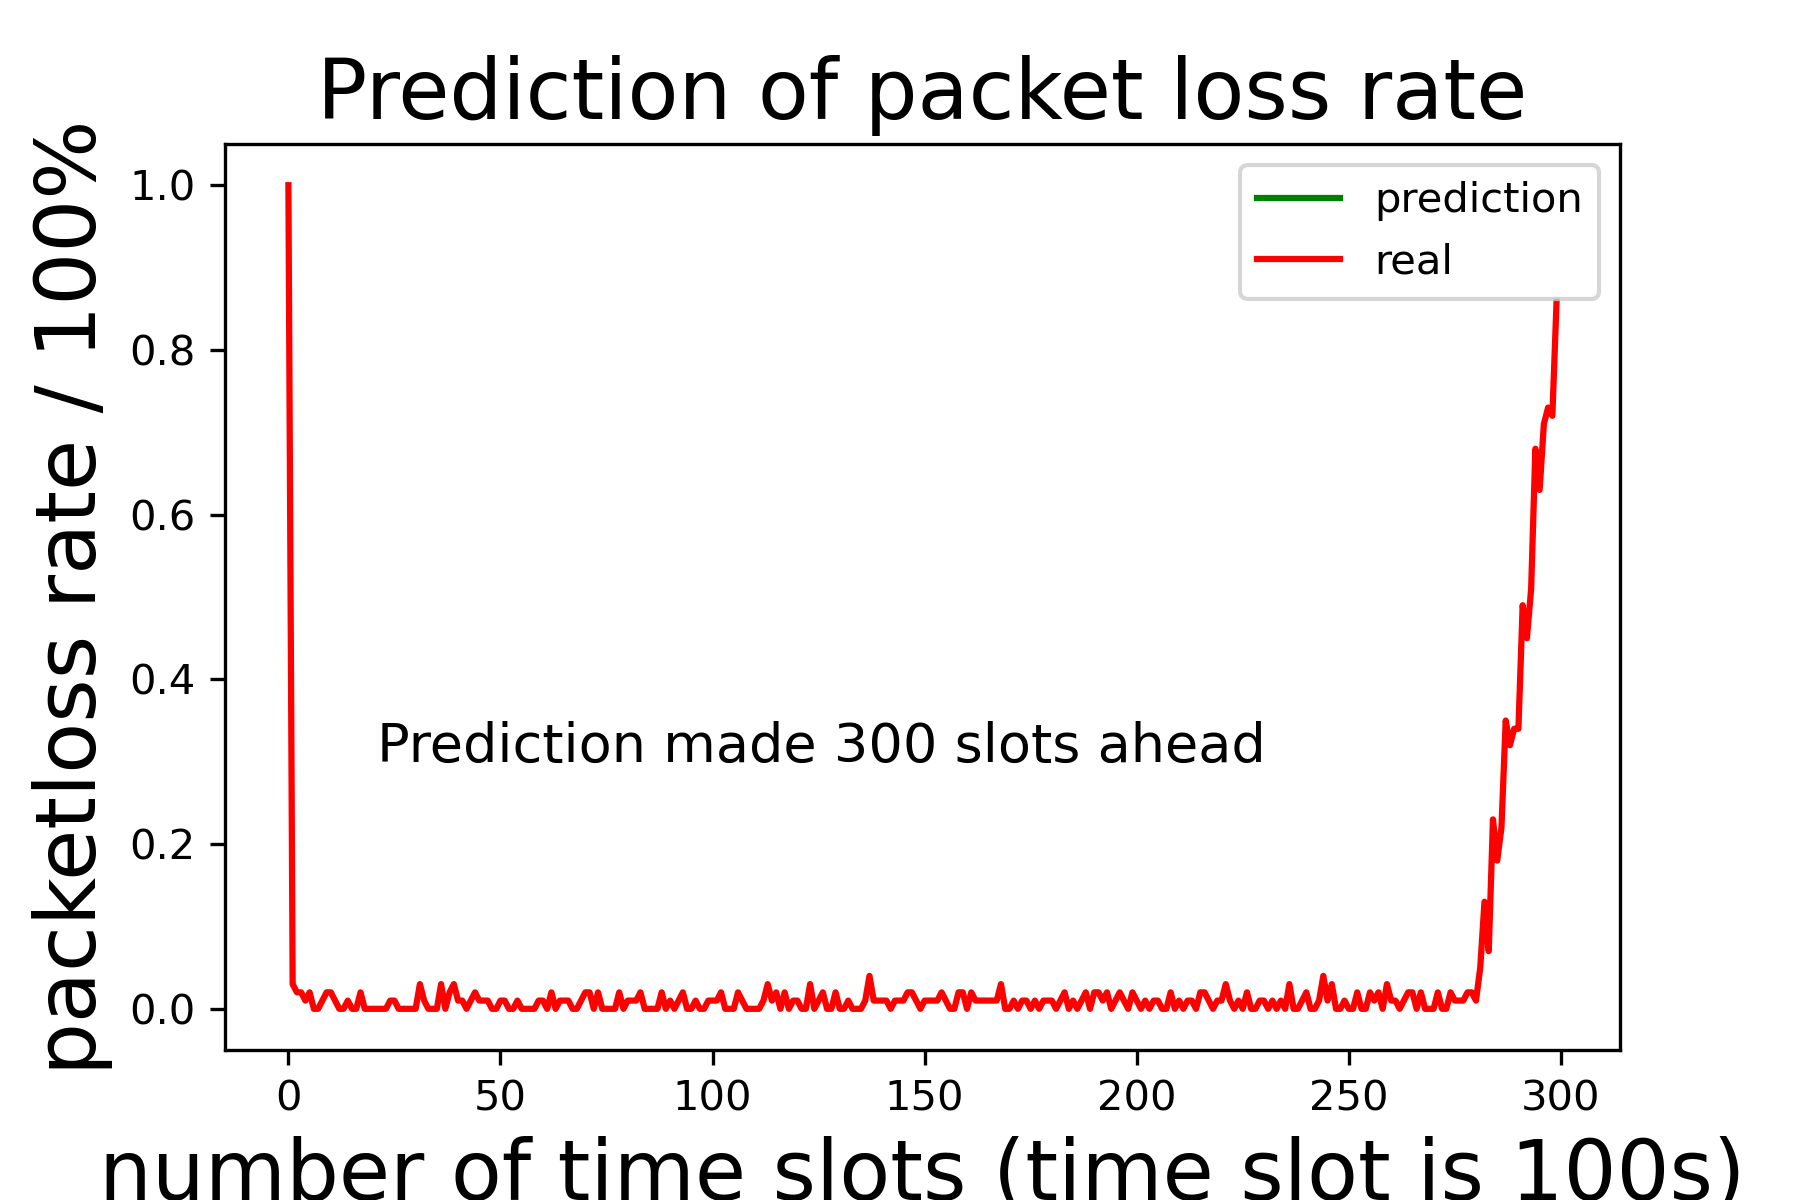 Prediction of packet loss rate
packetloss rate / 100%
1.0
0.8
0.6
0.4
0.2
0.0
prediction
real
Prediction made 300 slots ahead
0 50 100 150 200 250 300
number of time slots (time slot is 100s)